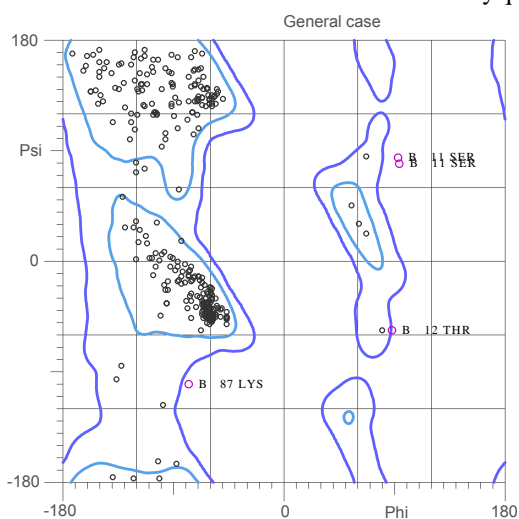 General case
180
Psi
B 11 SER
B 11 SER
0
B 12 THR
B 87 LYS
-180
-180 0 Phi 180